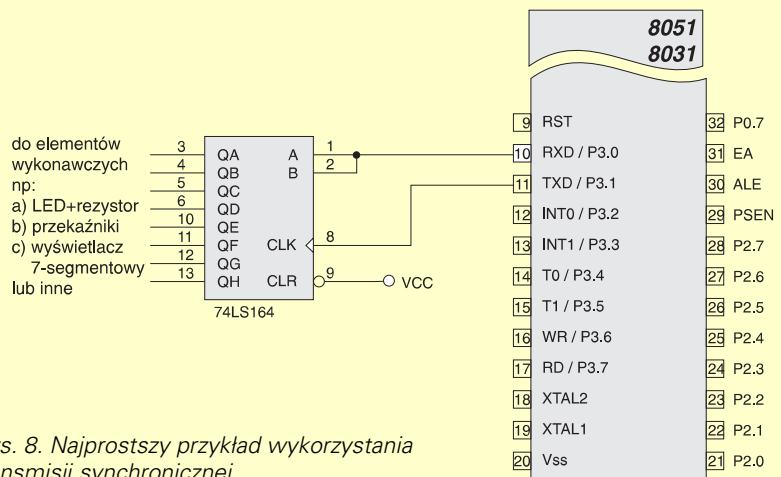 8051
8031
do elementów
wykonawczych
np:
a) LED+rezystor
b) przekaźniki
c) wyświetlacz
7-segmentowy
lub inne
3 QA A 1
4 QB B 2
5 QC
6 QD
10 QE
11 QF CLK 8
12 QG
13 QH CLR 9 VCC
74LS164
9 RST 32 P0.7
10 RXD / P3.0 31 EA
11 TXD / P3.1 30 ALE
12 INT0 / P3.2 29 PSEN
13 INT1 / P3.3 28 P2.7
14 T0 / P3.4 27 P2.6
15 T1 / P3.5 26 P2.5
16 WR / P3.6 25 P2.4
17 RD / P3.7 24 P2.3
18 XTAL2 23 P2.2
19 XTAL1 22 P2.1
20 Vss 21 P2.0
s. 8. Najprostszy przykład wykorzystania
nsmisji synchronicznej